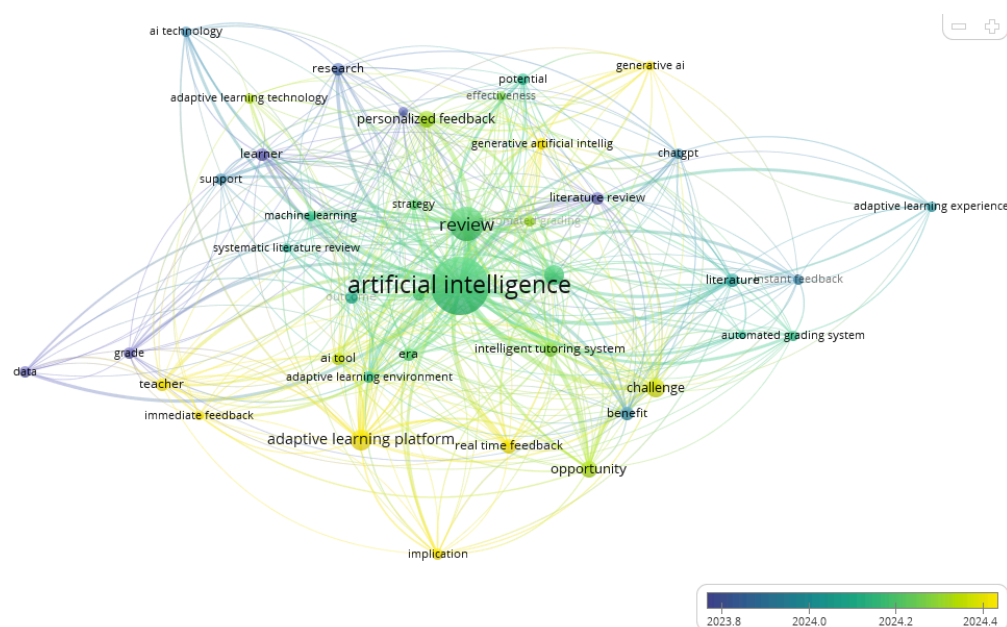 ai technology
research
generative ai
potential
adaptive learning technology
effectiveness
personalized feedback
generative artificial intellig
learner
chatgpt
support
literature review
strategy
adaptive learning experience
machine learning
review
systematic literature review
artificial intelligence
literature
instant feedback
outcome
automated grading system
grade
ai tool
era
intelligent tutoring system
data
teacher
adaptive learning environment
challenge
immediate feedback
benefit
adaptive learning platform
real time feedback
opportunity
implication
2023.8
2024.0
2024.2
2024.4